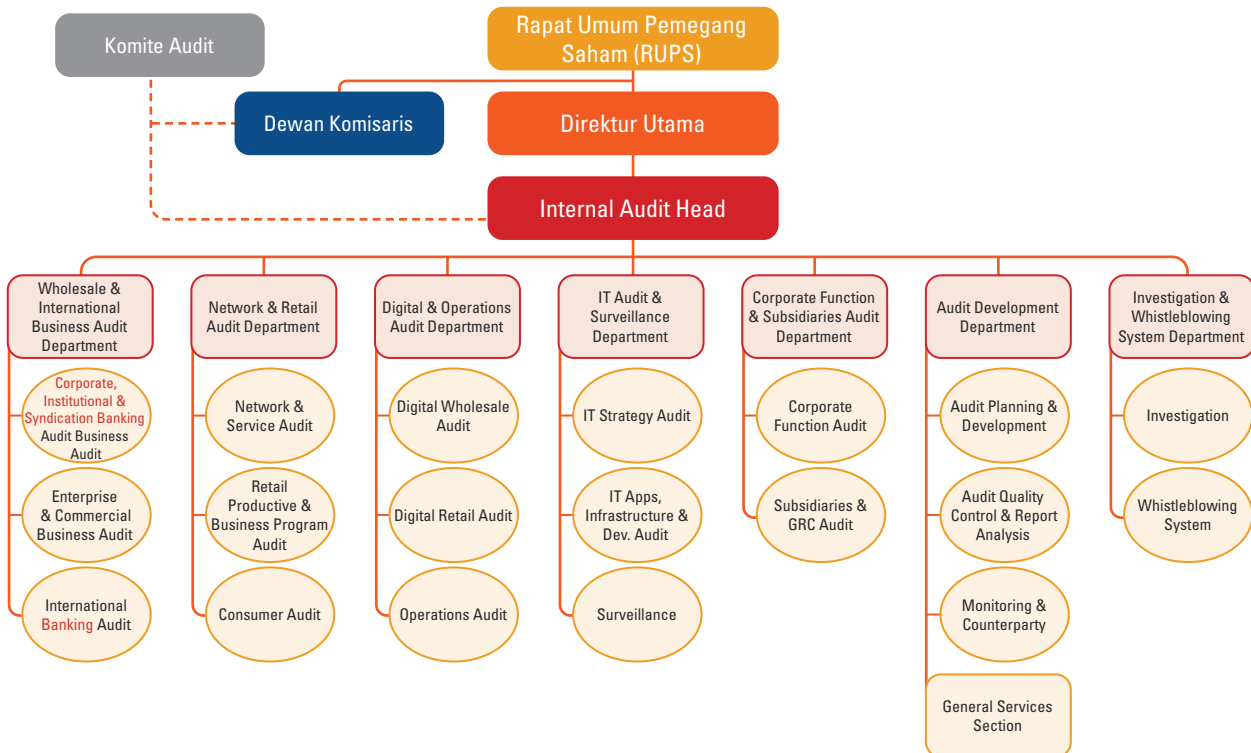 Komite Audit
Rapat Umum Pemegang
Saham (RUPS)
Dewan Komisaris
Direktur Utama
Internal Audit Head
Wholesale &
International
Business Audit
Department
Network & Retail
Audit Department
Digital & Operations
Audit Department
IT Audit &
Surveillance
Department
Corporate Function
& Subsidiaries Audit
Department
Audit Development
Department
Investigation &
Whistleblowing
System Department
Corporate,
Institutional &
Syndication Banking
Audit Business
Audit
Enterprise
& Commercial
Business Audit
International
Banking Audit
Network &
Service Audit
Retail
Productive &
Business Program
Audit
Consumer Audit
Digital Wholesale
Audit
Digital Retail Audit
Operations Audit
IT Strategy Audit
IT Apps,
Infrastructure &
Dev. Audit
Surveillance
Corporate
Function Audit
Subsidiaries &
GRC Audit
Audit Planning &
Development
Audit Quality
Control & Report
Analysis
Monitoring &
Counterparty
General Services
Section
Investigation
Whistleblowing
System